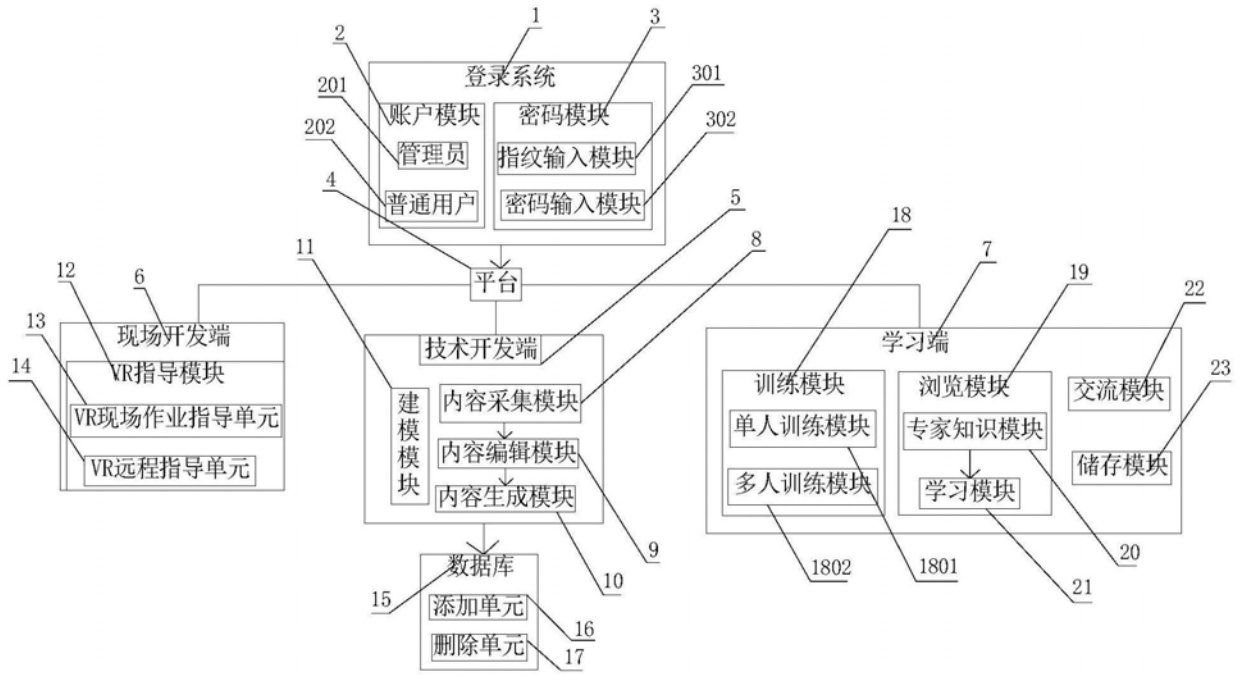 1
2
3
登录系统
201
301
账户模块
密码模块
202
302
管理员
指纹输入模块
4
普通用户
密码输入模块
5
11
8
18
7
12
6
平台
19
22
13
现场开发端
技术开发端
学习端
14
VR指导模块
训练模块
浏览模块
交流模块
23
建模模块
内容采集模块
VR现场作业指导单元
单人训练模块
专家知识模块
内容编辑模块
VR远程指导单元
储存模块
多人训练模块
学习模块
内容生成模块
9
20
数据库
1802
1801
10
21
15
添加单元
16
删除单元
17